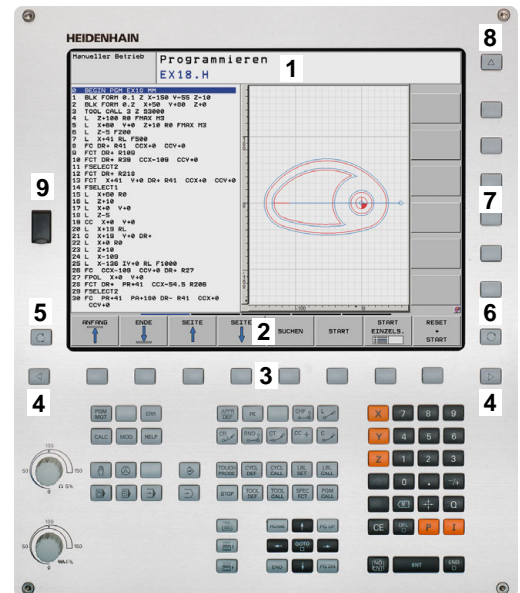 HEIDENHAIN
8
Manueller Betrieb
Programmieren
EX18.H
1
0 BEGIN PGM EX18 MM
1 BLK FORM 0.1 Z X-150 Y-55 Z-10
2 BLK FORM 0.2 X+50 Y+80 Z+0
3 TOOL CALL 3 Z S3000
4 L Z+100 R0 FMAX M3
5 L X+60 Y+0 Z+10 R0 FMAX M3
6 L Z-5 F200
7 L X+41 RL F500
8 FC DR+ R41 CCX+0 CCY+0
9 FCT DR+ R109
10 FCT DR+ R39 CCX-109 CCY+0
11 FSELECT2
12 FCT DR+ R218
13 FCT X+41 Y+0 DR+ R41 CCX+0 CCY+0
14 FSELECT1
15 L X+60 R0
16 L Z+10
17 L X+0 Y+0
18 L Z-5
19 CC X+0 Y+0
20 L X+19 RL
21 C X+19 Y+0 DR+
22 L X+0 R0
23 L Z+10
24 L X-109
25 L X-136 IY+0 RL F1000
26 FC CCX-109 CCY+0 DR+ R27
27 FPOL X+0 Y+0
28 FCT DR+ PR+41 CCX-54.5 R206
29 FSELECT2
30 FC PR+41 PA+180 DR- R41 CCX+0
CCY+0
9
7
5
6
ANFANG
ENDE
SEITE
SEITE
2
SUCHEN
START
START
EINZELS.
RESET
+
START
4
3
4
PGM
MGT
ERR
CALC
MOD
HELP
APPR
DEP
FK
CHF
L
CR
RND
CT
CC
C
TOUCH
PROBE
CYCL
DEF
CYCL
CALL
LBL
SET
LBL
CALL
STOP
TOOL
DEF
TOOL
CALL
SPEC
FCT
PGM
CALL
HOME
PG UP
GOTO
END
PG DN
X
7
8
9
Y
4
5
6
Z
1
2
3
0
.
-/+
Q
CE
DEL
P
I
NO
ENT
ENT
END
100
50
150
0
S %
100
50
150
0
F %